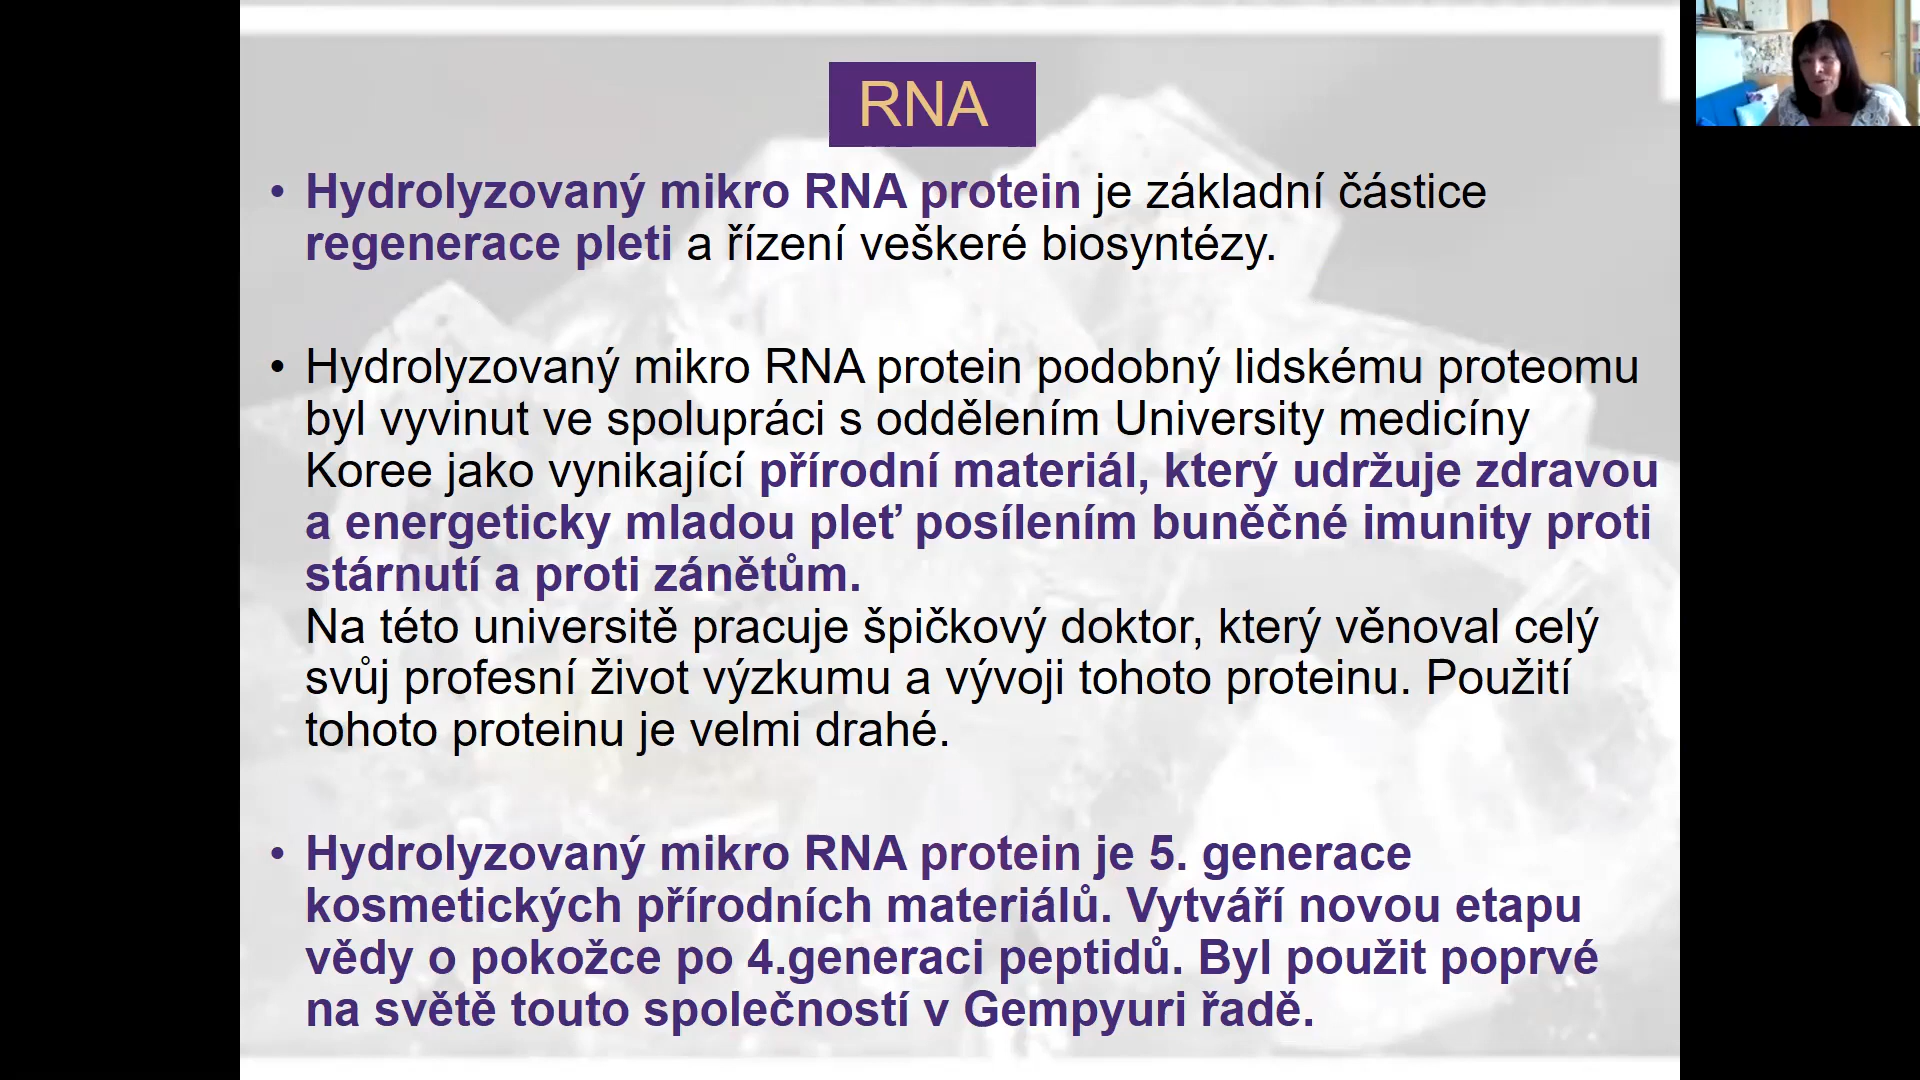 RNA
• Hydrolyzovaný mikro RNA protein je základní částice
regenerace pleti a řízení veškeré biosyntézy.
• Hydrolyzovaný mikro RNA protein podobný lidskému proteomu
byl vyvinut ve spolupráci s oddělením University medicíny
Koree jako vynikající přírodní materiál, který udržuje zdravou
a energeticky mladou pleť posílením buněčné imunity proti
stárnutí a proti zánětům.
Na této universitě pracuje špičkový doktor, který věnoval celý
svůj profesní život výzkumu a vývoji tohoto proteinu. Použití
tohoto proteinu je velmi drahé.
• Hydrolyzovaný mikro RNA protein je 5. generace
kosmetických přírodních materiálů. Vytváří novou etapu
vědy o pokožce po 4.generaci peptidů. Byl použit poprvé
na světě touto společností v Gempyuri řadě.